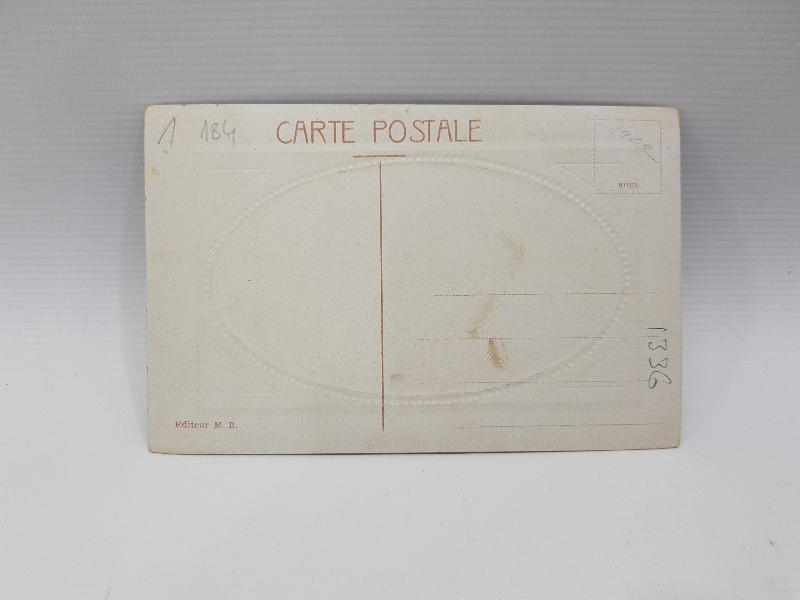 1 184 CARTE POSTALE
1336
Editeur M. B.